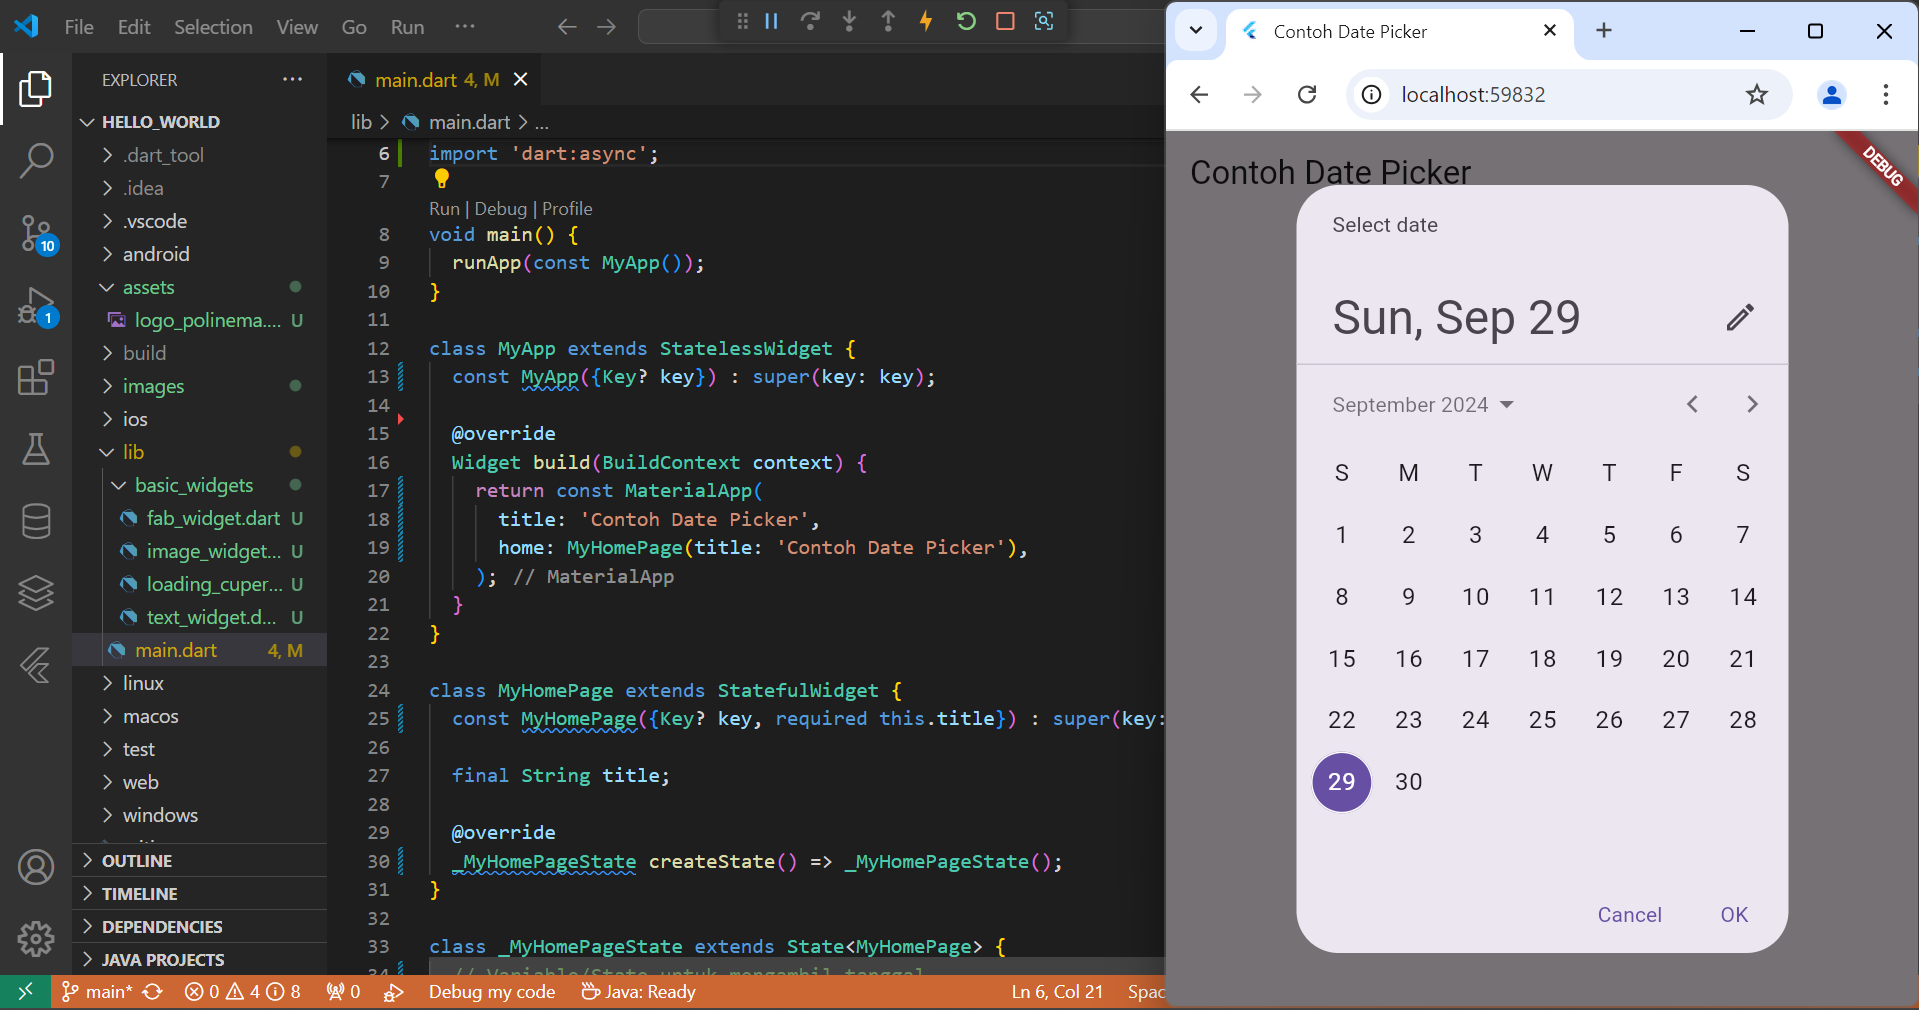 File Edit Selection View Go Run ···
EXPLORER ···
HELLO_WORLD
.dart_tool
.idea
.vscode
android
assets
logo_polinema.... U
build
images
ios
lib
basic_widgets
fab_widget.dart U
image_widget... U
loading_cuper... U
text_widget.d... U
main.dart 4, M
linux
macos
test
web
windows
OUTLINE
TIMELINE
DEPENDENCIES
JAVA PROJECTS
10
1
main.dart 4, M
lib > main.dart > ...
6 import 'dart:async';
7
Run | Debug | Profile
8 void main() {
9 runApp(const MyApp());
10 }
11
12 class MyApp extends StatelessWidget {
13 const MyApp({Key? key}) : super(key: key);
14
15 @override
16 Widget build(BuildContext context) {
17 return const MaterialApp(
18 title: 'Contoh Date Picker',
19 home: MyHomePage(title: 'Contoh Date Picker'),
20 ); // MaterialApp
21 }
22 }
23
24 class MyHomePage extends StatefulWidget {
25 const MyHomePage({Key? key, required this.title}) : super(key:
26
27 final String title;
28
29 @override
30 _MyHomePageState createState() => _MyHomePageState();
31 }
32
33 class _MyHomePageState extends State<MyHomePage> {
34 // Variable/State untuk mengambil tanggal
main* 0 4 8 0 Debug my code Java: Ready Ln 6, Col 21 Spac
Contoh Date Picker
localhost:59832
Contoh Date Picker
DEBUG
Select date
Sun, Sep 29
September 2024
S M T W T F S
1 2 3 4 5 6 7
8 9 10 11 12 13 14
15 16 17 18 19 20 21
22 23 24 25 26 27 28
29 30
Cancel OK